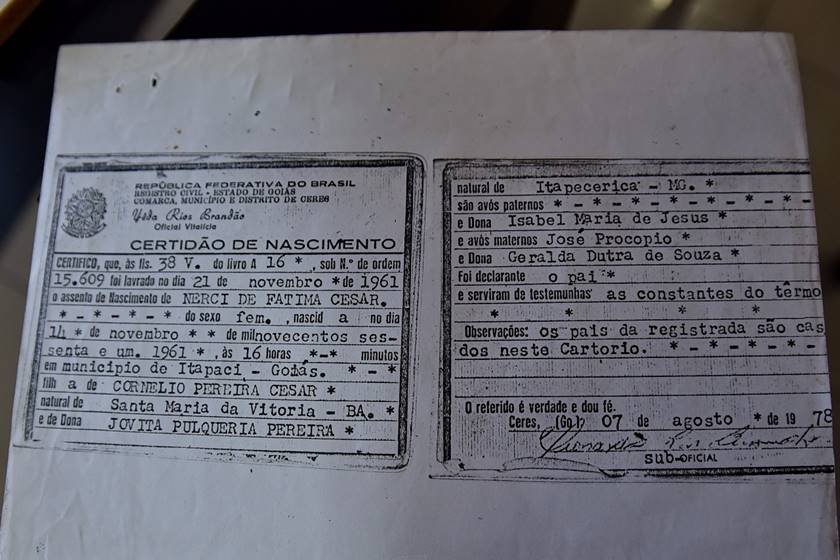 REPÚBLICA FEDERATIVA DO BRASIL
REGISTRO CIVIL - ESTADO DE GOIÁS
COMARCA, MUNICÍPIO E DISTRITO DE CERES
Yêda Rios Brandão
Oficial Vitalícia
CERTIDÃO DE NASCIMENTO
CERTIFICO, que, às fls. 38 V. do livro A 16 * , sob N.º de ordem
15.609 foi lavrado no dia 21 de novembro * de 1961
o assento de Nascimento de NERCI DE FATIMA CESAR.
* - * - * - * do sexo fem. , nascid a no dia
14 * de novembro * * de mil novecentos ses-
senta e um. 1961 * , às 16 horas *-* minutos
em município de Itapaci - Goiás. * - *
filh a de CORNELIO PEREIRA CESAR *
natural de Santa Maria da Vitoria - BA. *
e de Dona JOVITA PULQUERIA PEREIRA *
natural de Itapecerica - MG. *
são avós paternos * - * - * - * - * - * -
e Dona Isabel Maria de Jesus *
e avós maternos José Procopio *
e Dona Geralda Dutra de Souza *
Foi declarante o pai *
e serviram de testemunhas as constantes do têrmo
* * * *
Observações: os pais da registrada são cas
dos neste Cartorio. * - * - * - * - *
O referido é verdade e dou fé.
Ceres, (Go.) 07 de agosto * de 19 78
sub-OFICIAL